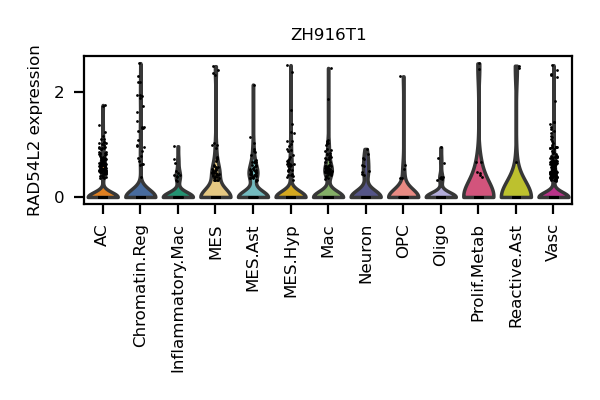 ZH916T1
RAD54L2 expression
2
0
AC
Chromatin.Reg
Inflammatory.Mac
MES
MES.Ast
MES.Hyp
Mac
Neuron
OPC
Oligo
Prolif.Metab
Reactive.Ast
Vasc